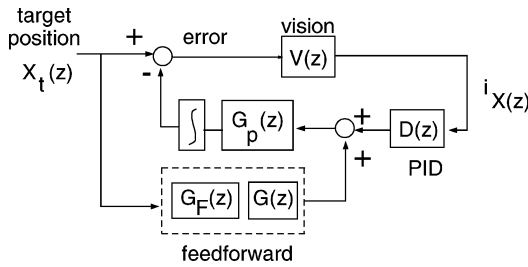 target
position
X_t(z)
+
-
error
vision
V(z)
i_X(z)
∫
G_p(z)
+
+
D(z)
PID
G_F(z)
G(z)
feedforward